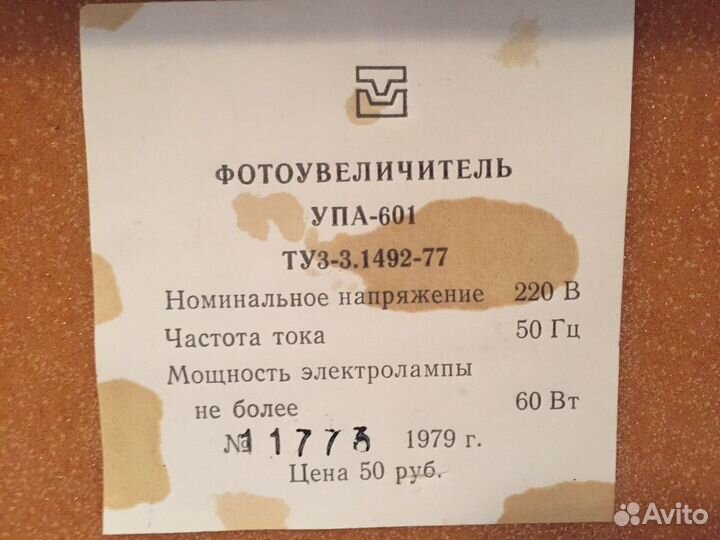 ФОТОУВЕЛИЧИТЕЛЬ
УПА-601
ТУ3-3.1492-77
Номинальное напряжение 220 В
Частота тока 50 Гц
Мощность электролампы
не более 60 Вт
№ 1979 г.
Цена 50 руб.
Avito